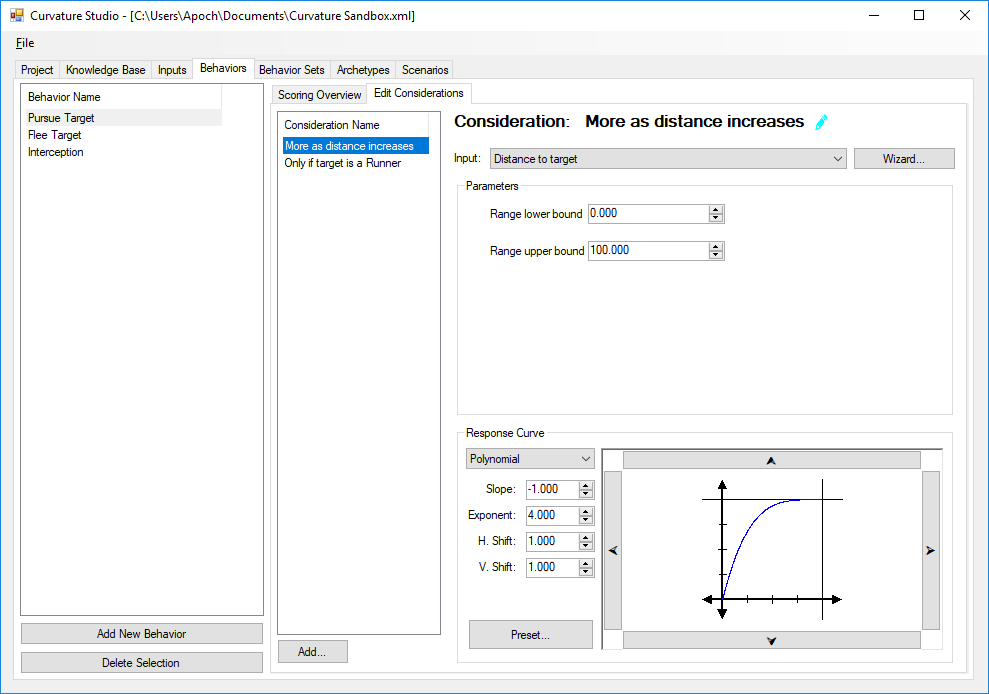 Curvature Studio - [C:\Users\Apoch\Documents\Curvature Sandbox.xml]
File
Project Knowledge Base Inputs Behaviors Behavior Sets Archetypes Scenarios
Behavior Name
Pursue Target
Flee Target
Interception
Add New Behavior
Delete Selection
Scoring Overview Edit Considerations
Consideration Name
More as distance increases
Only if target is a Runner
Add...
Consideration: More as distance increases
Input: Distance to target Wizard...
Parameters
Range lower bound 0.000
Range upper bound 100.000
Response Curve
Polynomial
Slope: -1.000
Exponent: 4.000
H. Shift: 1.000
V. Shift: 1.000
Preset...